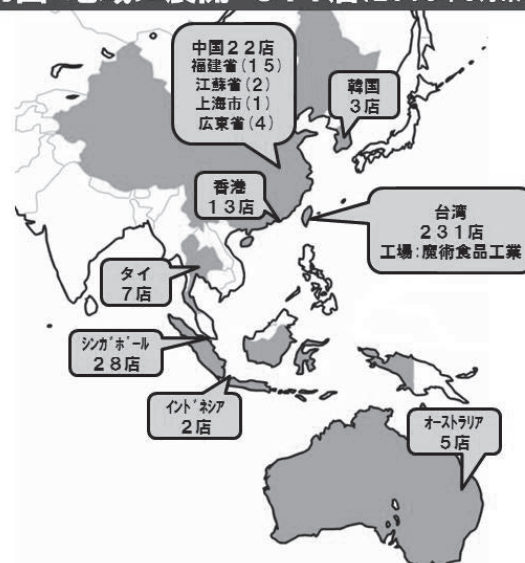 中国22店
福建省(15)
江蘇省(2)
上海市(1)
広東省(4)
韓国
3店
香港
13店
台湾
231店
工場:魔術食品工業
タイ
7店
シンガポール
28店
インドネシア
2店
オーストラリア
5店